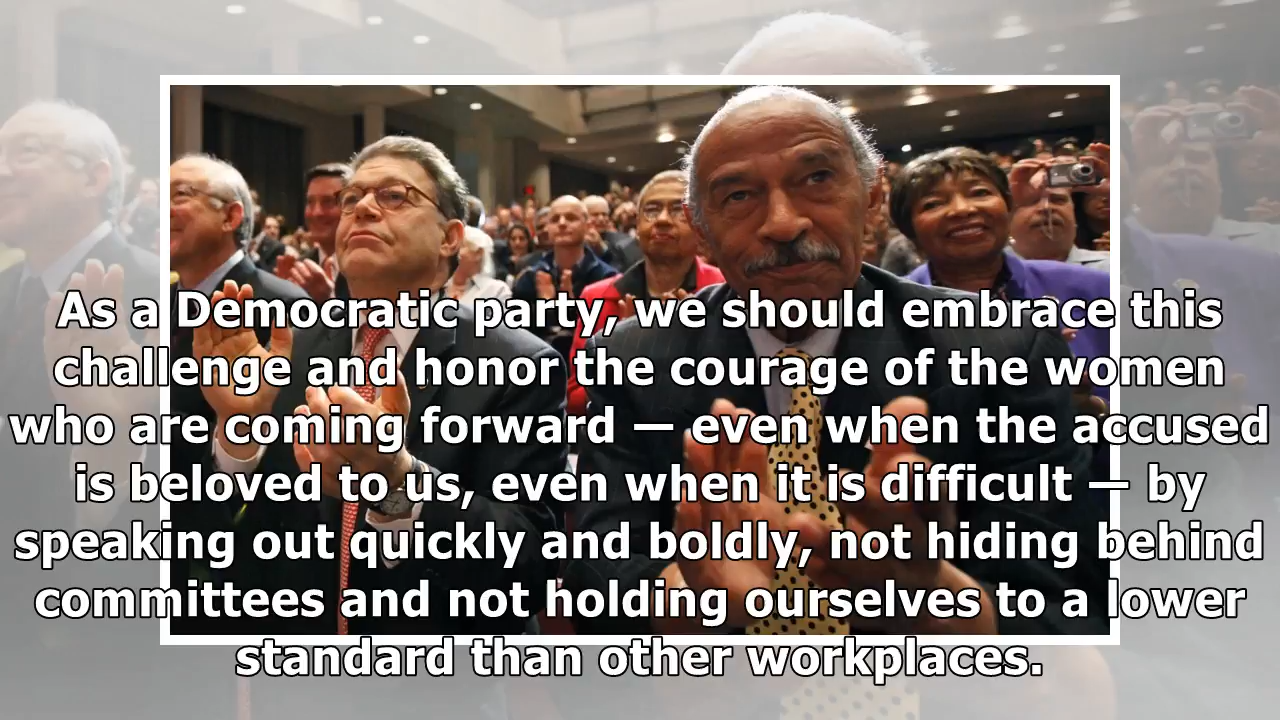 As a Democratic party, we should embrace this
challenge and honor the courage of the women
who are coming forward — even when the accused
is beloved to us, even when it is difficult — by
speaking out quickly and boldly, not hiding behind
committees and not holding ourselves to a lower
standard than other workplaces.